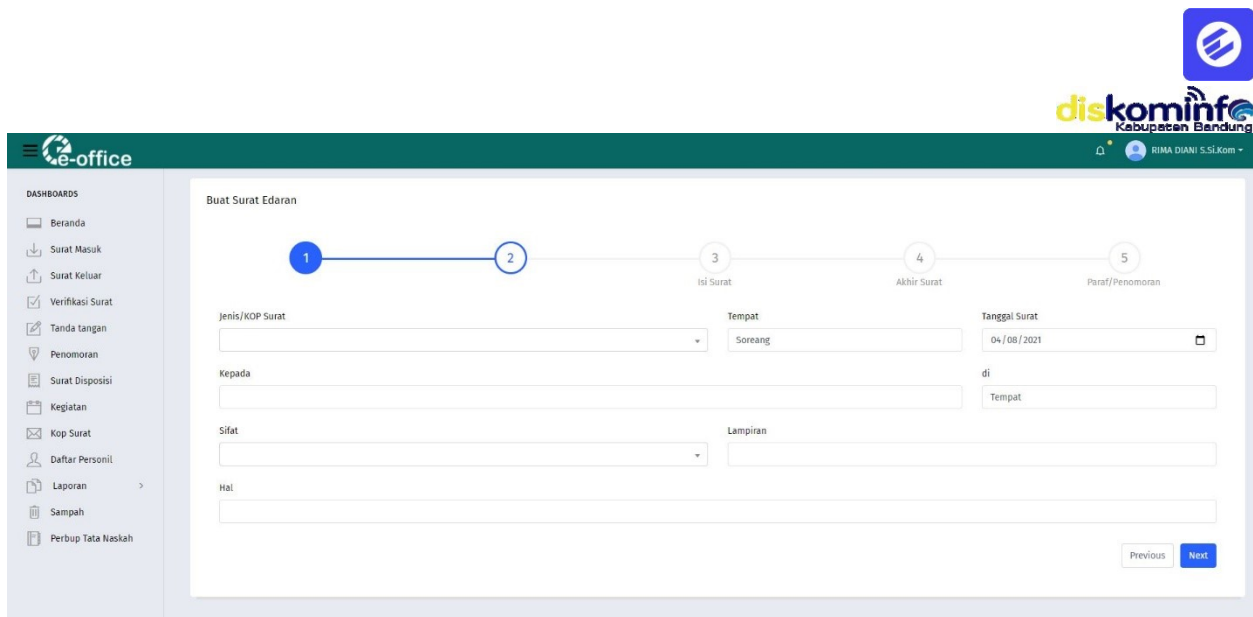 diskominfo
Kabupaten Bandung
e-office
RIMA DIANI S.Si.Kom
DASHBOARDS
Beranda
Surat Masuk
Surat Keluar
Verifikasi Surat
Tanda tangan
Penomoran
Surat Disposisi
Kegiatan
Kop Surat
Daftar Personil
Laporan
Sampah
Perbup Tata Naskah
Buat Surat Edaran
1 2 3 4 5
Isi Surat Akhir Surat Paraf/Penomoran
Jenis/KOP Surat Tempat Tanggal Surat
Soreang 04/08/2021
Kepada di
Tempat
Sifat Lampiran
Hal
Previous Next